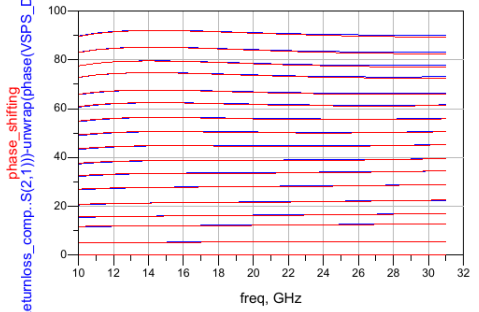 phase_shifting
eturnloss_comp..S(2,1)))-unwrap(phase(VSPS_D
100
80
60
40
20
0
10 12 14 16 18 20 22 24 26 28 30 32
freq, GHz